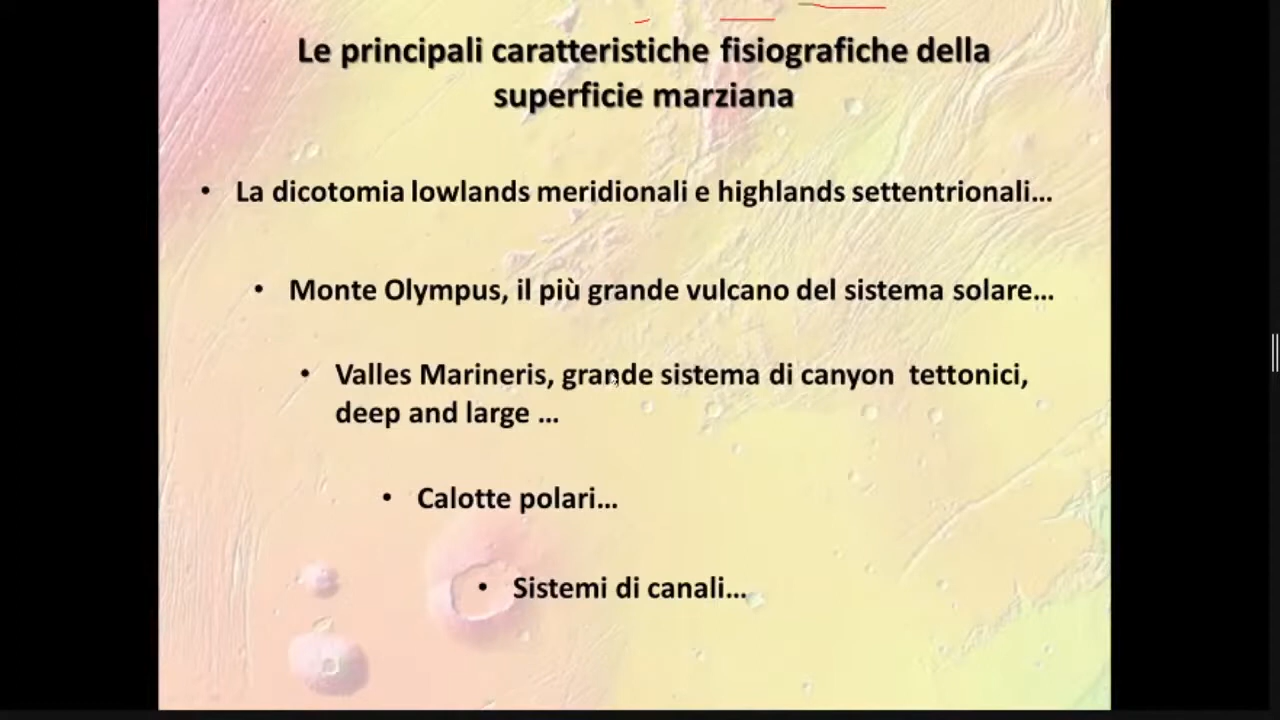 Le principali caratteristiche fisiografiche della
superficie marziana
• La dicotomia lowlands meridionali e highlands settentrionali...
• Monte Olympus, il più grande vulcano del sistema solare...
• Valles Marineris, grande sistema di canyon tettonici,
deep and large ...
• Calotte polari...
• Sistemi di canali...